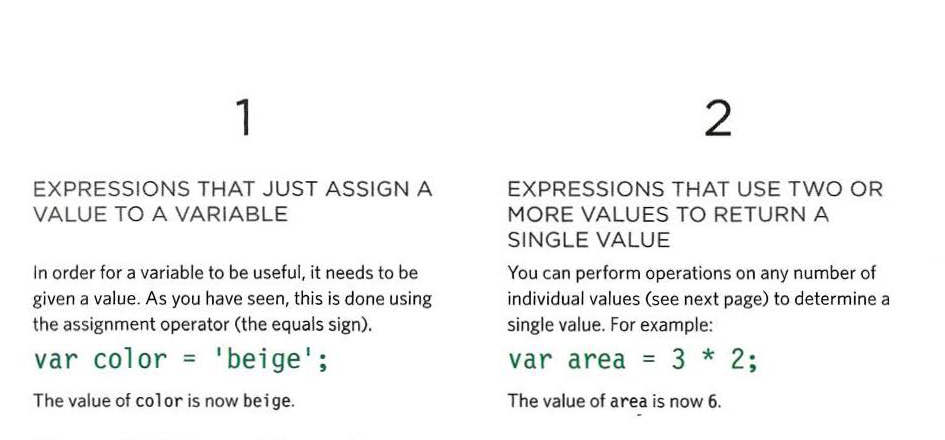 1
EXPRESSIONS THAT JUST ASSIGN A
VALUE TO A VARIABLE
In order for a variable to be useful, it needs to be
given a value. As you have seen, this is done using
the assignment operator (the equals sign).
var color = 'beige';
The value of color is now beige.
2
EXPRESSIONS THAT USE TWO OR
MORE VALUES TO RETURN A
SINGLE VALUE
You can perform operations on any number of
individual values (see next page) to determine a
single value. For example:
var area = 3 * 2;
The value of area is now 6.